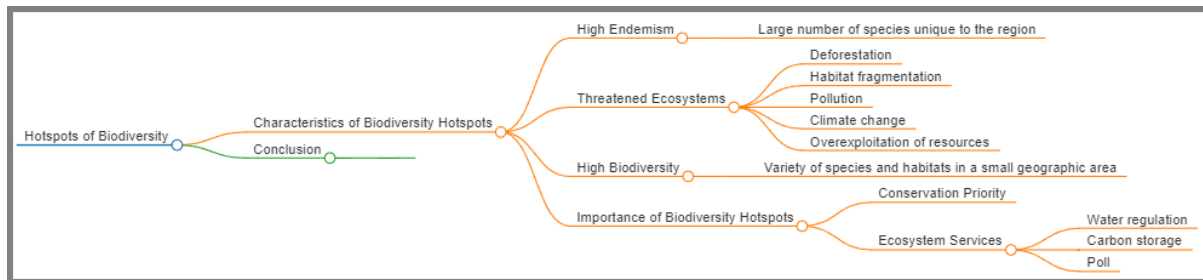 Hotspots of Biodiversity
Characteristics of Biodiversity Hotspots
High Endemism
Large number of species unique to the region
Threatened Ecosystems
Deforestation
Habitat fragmentation
Pollution
Climate change
Overexploitation of resources
High Biodiversity
Variety of species and habitats in a small geographic area
Importance of Biodiversity Hotspots
Conservation Priority
Ecosystem Services
Water regulation
Carbon storage
Poll
Conclusion